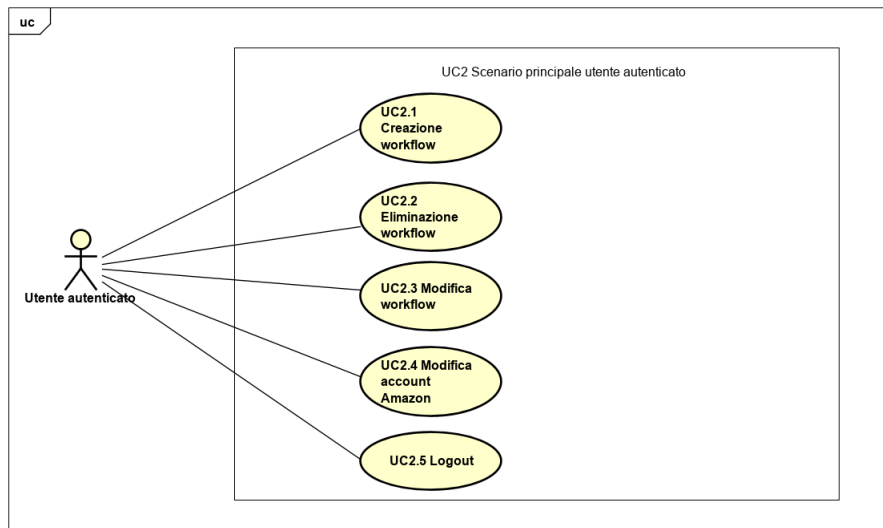 uc
UC2 Scenario principale utente autenticato
UC2.1
Creazione
workflow
UC2.2
Eliminazione
workflow
UC2.3 Modifica
workflow
Utente autenticato
UC2.4 Modifica
account
Amazon
UC2.5 Logout